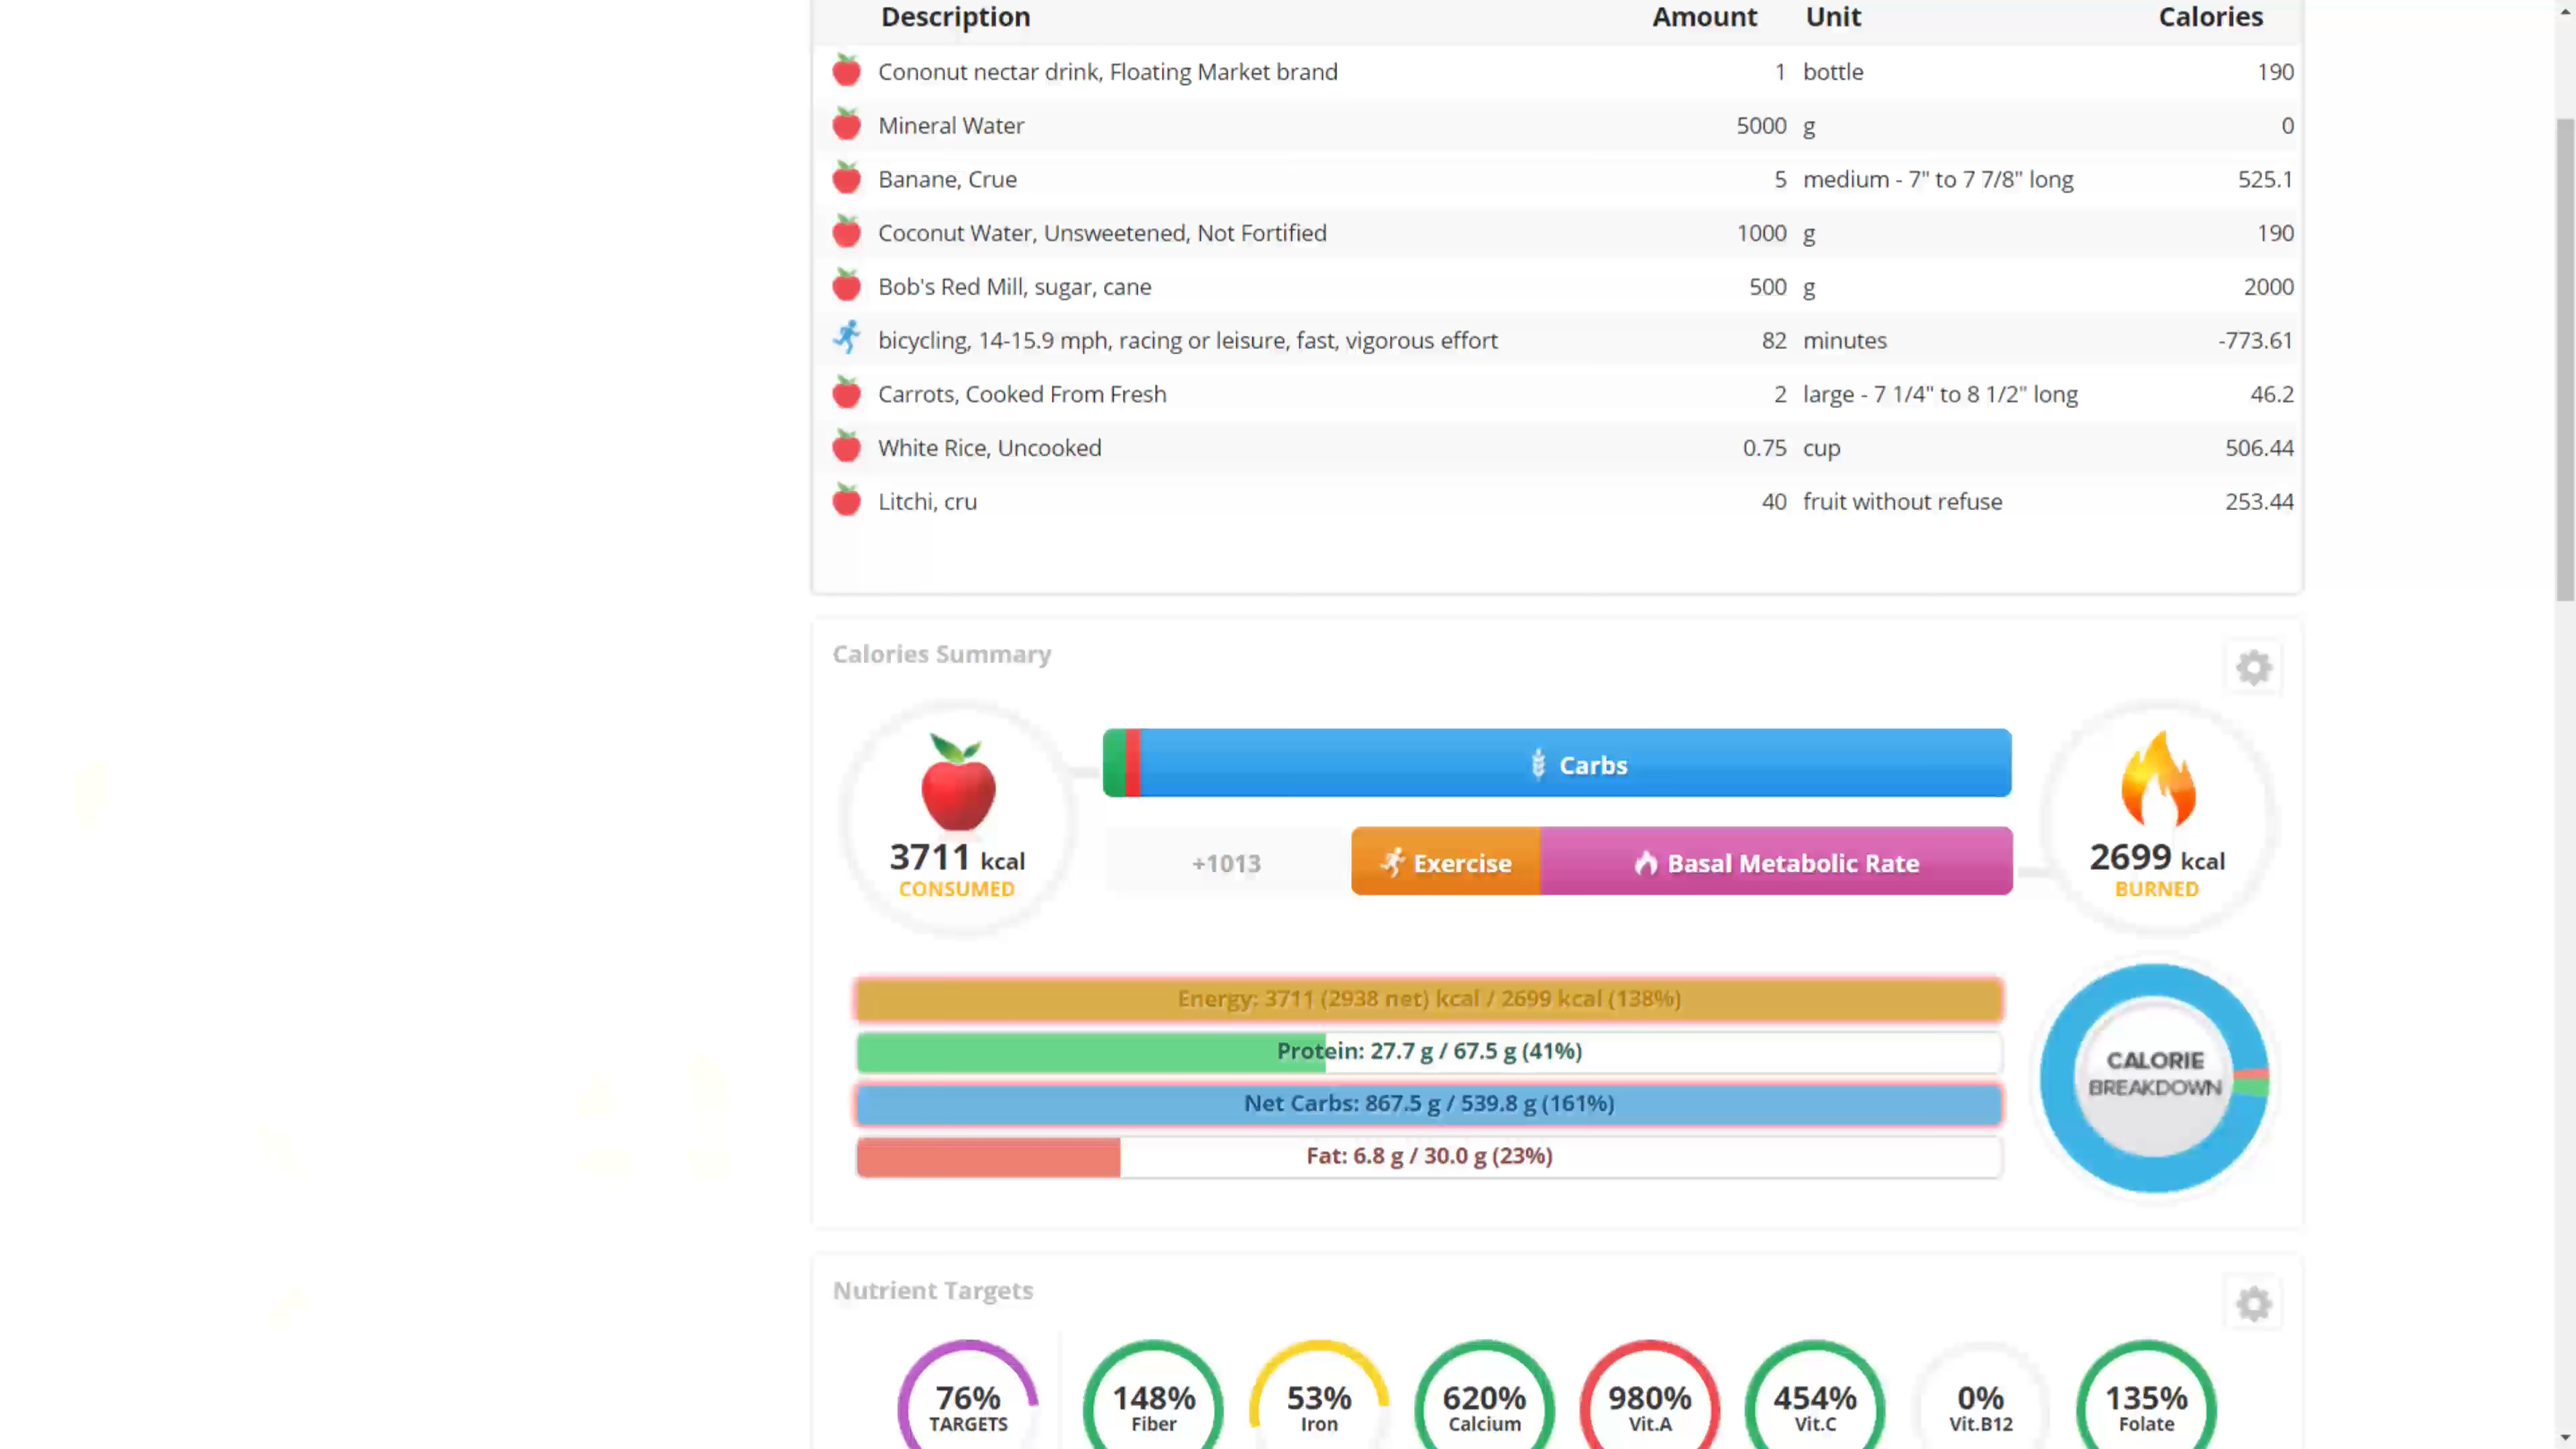 Description Amount Unit Calories
Cononut nectar drink, Floating Market brand 1 bottle 190
Mineral Water 5000 g 0
Banane, Crue 5 medium - 7" to 7 7/8" long 525.1
Coconut Water, Unsweetened, Not Fortified 1000 g 190
Bob's Red Mill, sugar, cane 500 g 2000
bicycling, 14-15.9 mph, racing or leisure, fast, vigorous effort 82 minutes -773.61
Carrots, Cooked From Fresh 2 large - 7 1/4" to 8 1/2" long 46.2
White Rice, Uncooked 0.75 cup 506.44
Litchi, cru 40 fruit without refuse 253.44
Calories Summary
Carbs
3711 kcal
CONSUMED
+1013 Exercise Basal Metabolic Rate
2699 kcal
BURNED
Energy: 3711 (2938 net) kcal / 2699 kcal (138%)
Protein: 27.7 g / 67.5 g (41%)
Net Carbs: 867.5 g / 539.8 g (161%)
Fat: 6.8 g / 30.0 g (23%)
CALORIE
BREAKDOWN
Nutrient Targets
76% 148% 53% 620% 980% 454% 0% 135%
TARGETS Fiber Iron Calcium Vit.A Vit.C Vit.B12 Folate